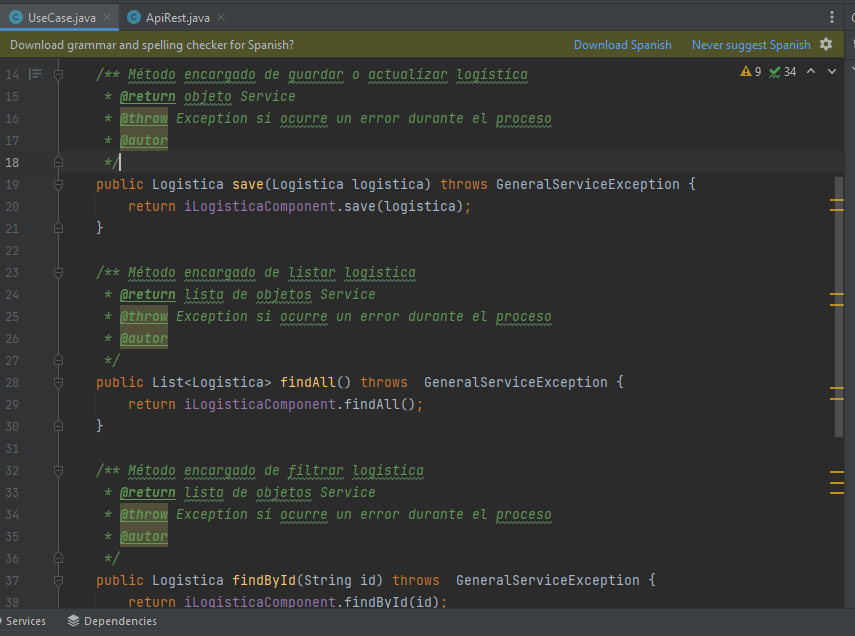 UseCase.java ApiRest.java
Download grammar and spelling checker for Spanish? Download Spanish Never suggest Spanish
9 34
14 /** Método encargado de guardar o actualizar logistica
15 * @return objeto Service
16 * @throw Exception si ocurre un error durante el proceso
17 * @autor
18 */
19 public Logistica save(Logistica logistica) throws GeneralServiceException {
20 return iLogisticaComponent.save(logistica);
21 }
22
23 /** Método encargado de listar logistica
24 * @return lista de objetos Service
25 * @throw Exception si ocurre un error durante el proceso
26 * @autor
27 */
28 public List<Logistica> findAll() throws  GeneralServiceException {
29 return iLogisticaComponent.findAll();
30 }
31
32 /** Método encargado de filtrar logistica
33 * @return lista de objetos Service
34 * @throw Exception si ocurre un error durante el proceso
35 * @autor
36 */
37 public Logistica findById(String id) throws  GeneralServiceException {
38 return iLogisticaComponent.findById(id);
Services Dependencies